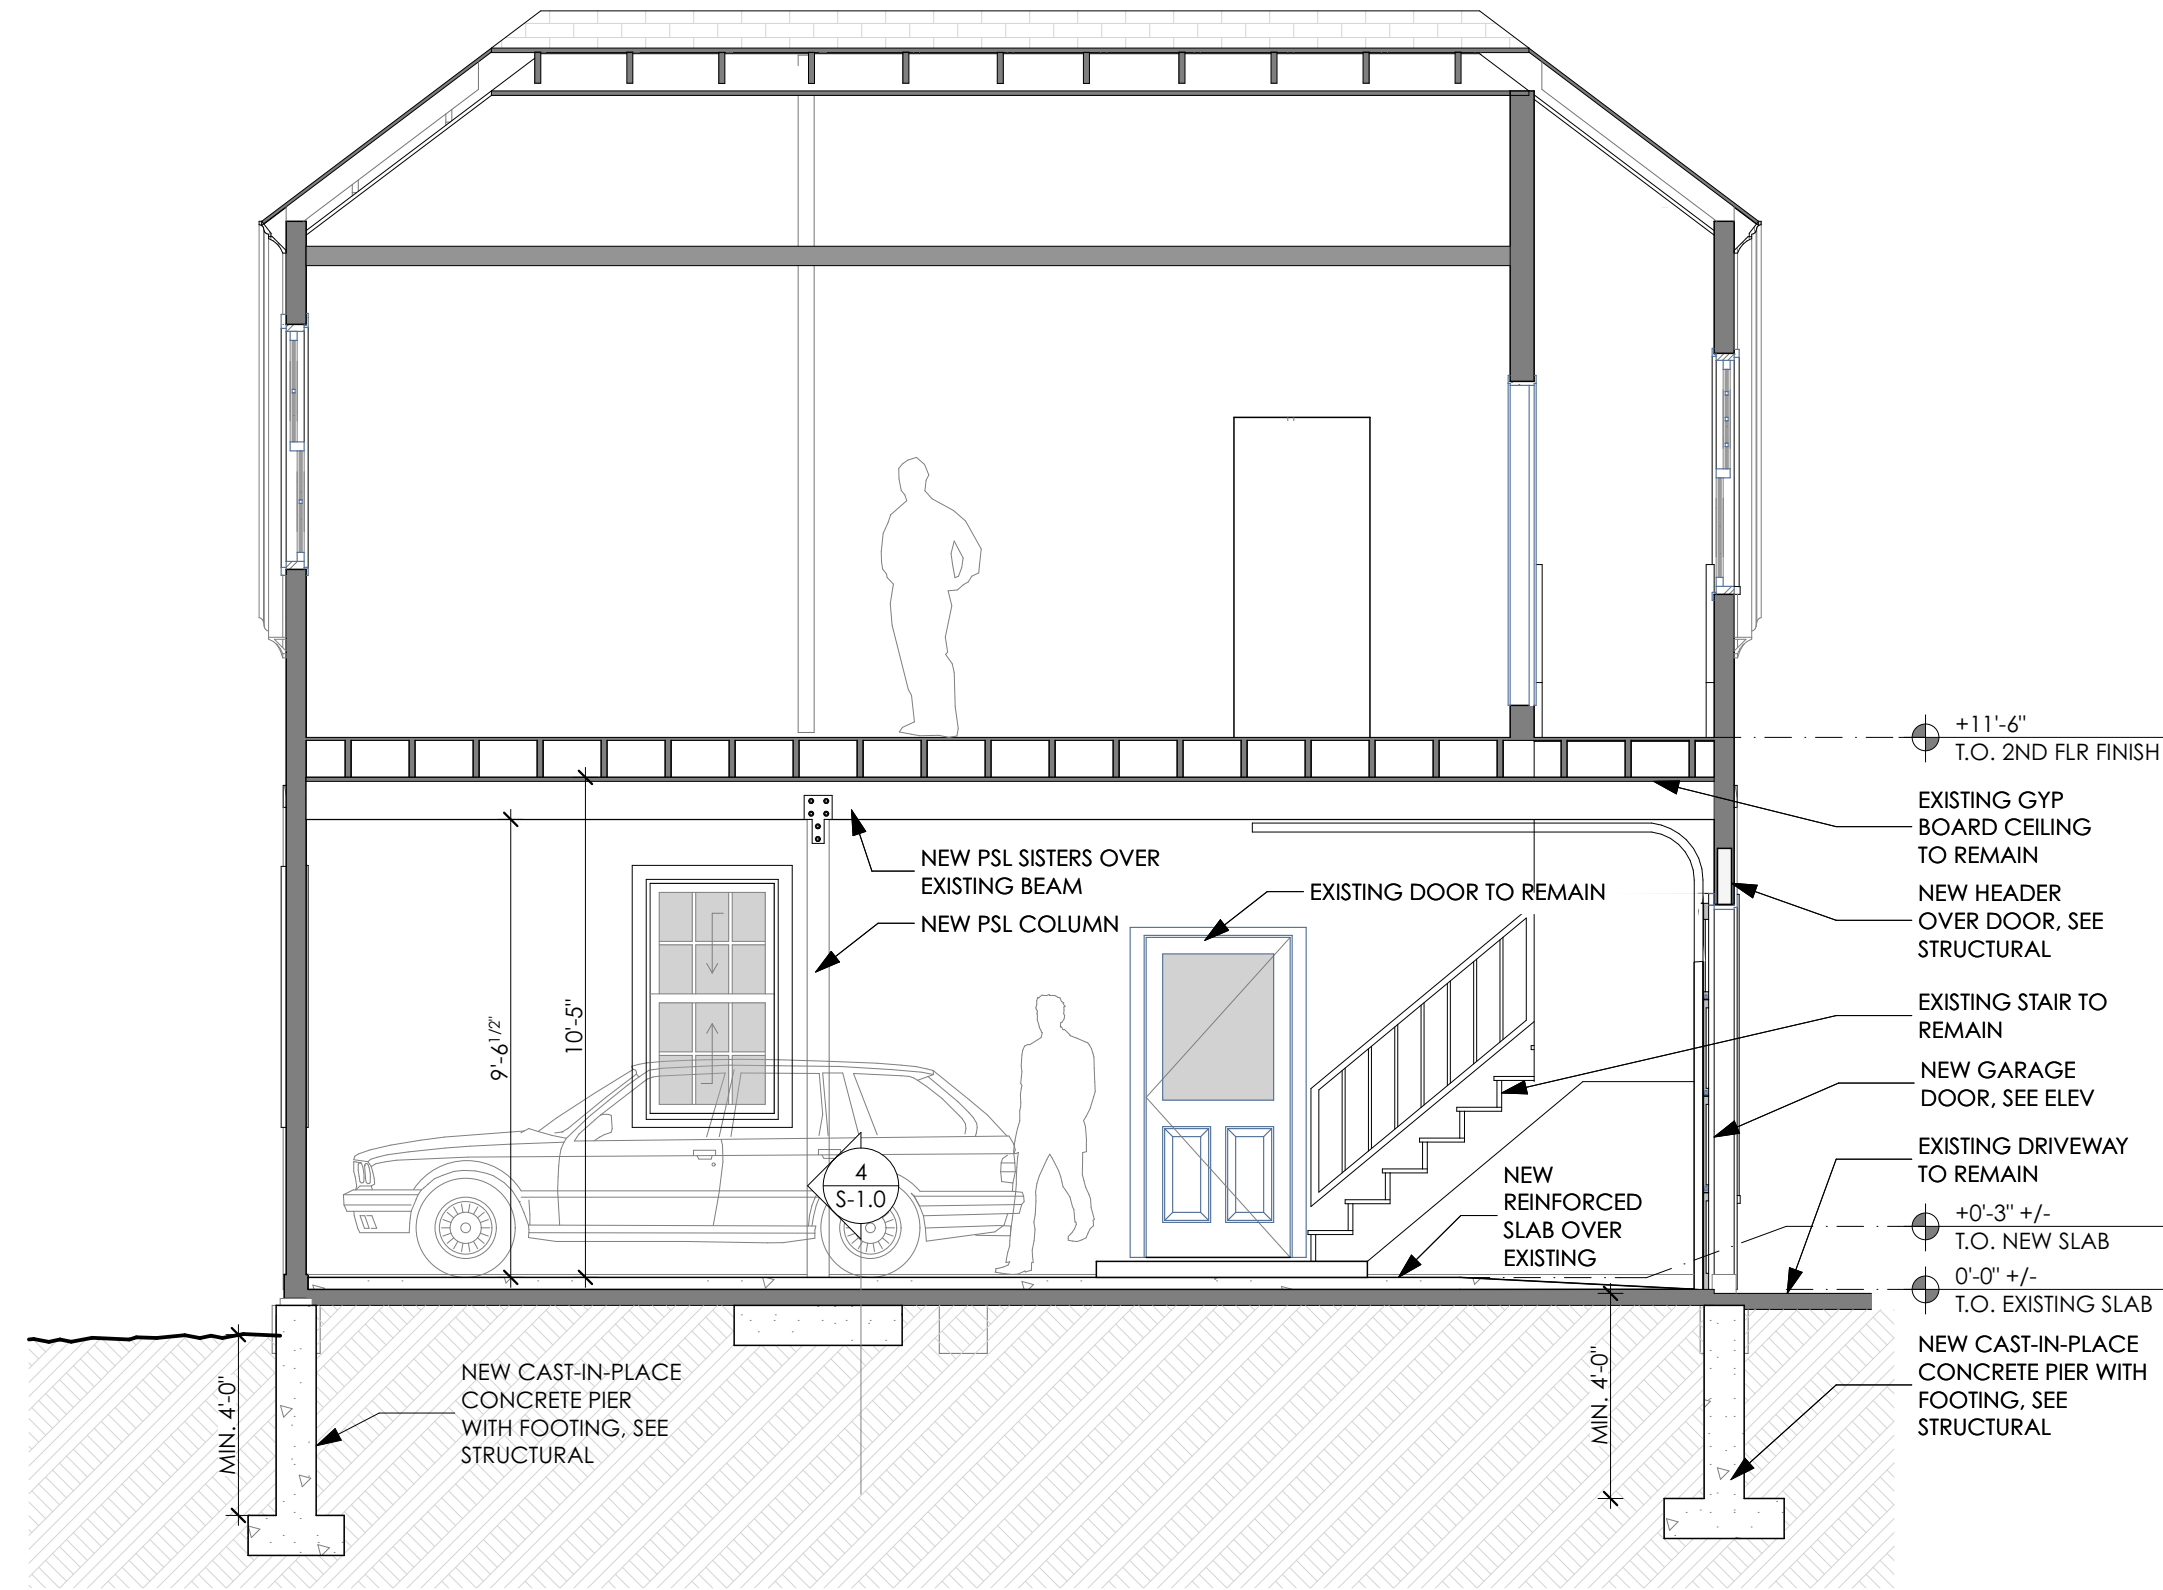 +11'-6"
T.O. 2ND FLR FINISH
EXISTING GYP
BOARD CEILING
TO REMAIN
NEW PSL SISTERS OVER
EXISTING BEAM
EXISTING DOOR TO REMAIN
NEW HEADER
OVER DOOR, SEE
STRUCTURAL
NEW PSL COLUMN
EXISTING STAIR TO
REMAIN
9'-6 1/2"
10'-5"
NEW GARAGE
DOOR, SEE ELEV
EXISTING DRIVEWAY
TO REMAIN
4
S-1.0
NEW
REINFORCED
SLAB OVER
EXISTING
+0'-3" +/-
T.O. NEW SLAB
0'-0" +/-
T.O. EXISTING SLAB
MIN. 4'-0"
NEW CAST-IN-PLACE
CONCRETE PIER
WITH FOOTING, SEE
STRUCTURAL
MIN. 4'-0"
NEW CAST-IN-PLACE
CONCRETE PIER WITH
FOOTING, SEE
STRUCTURAL